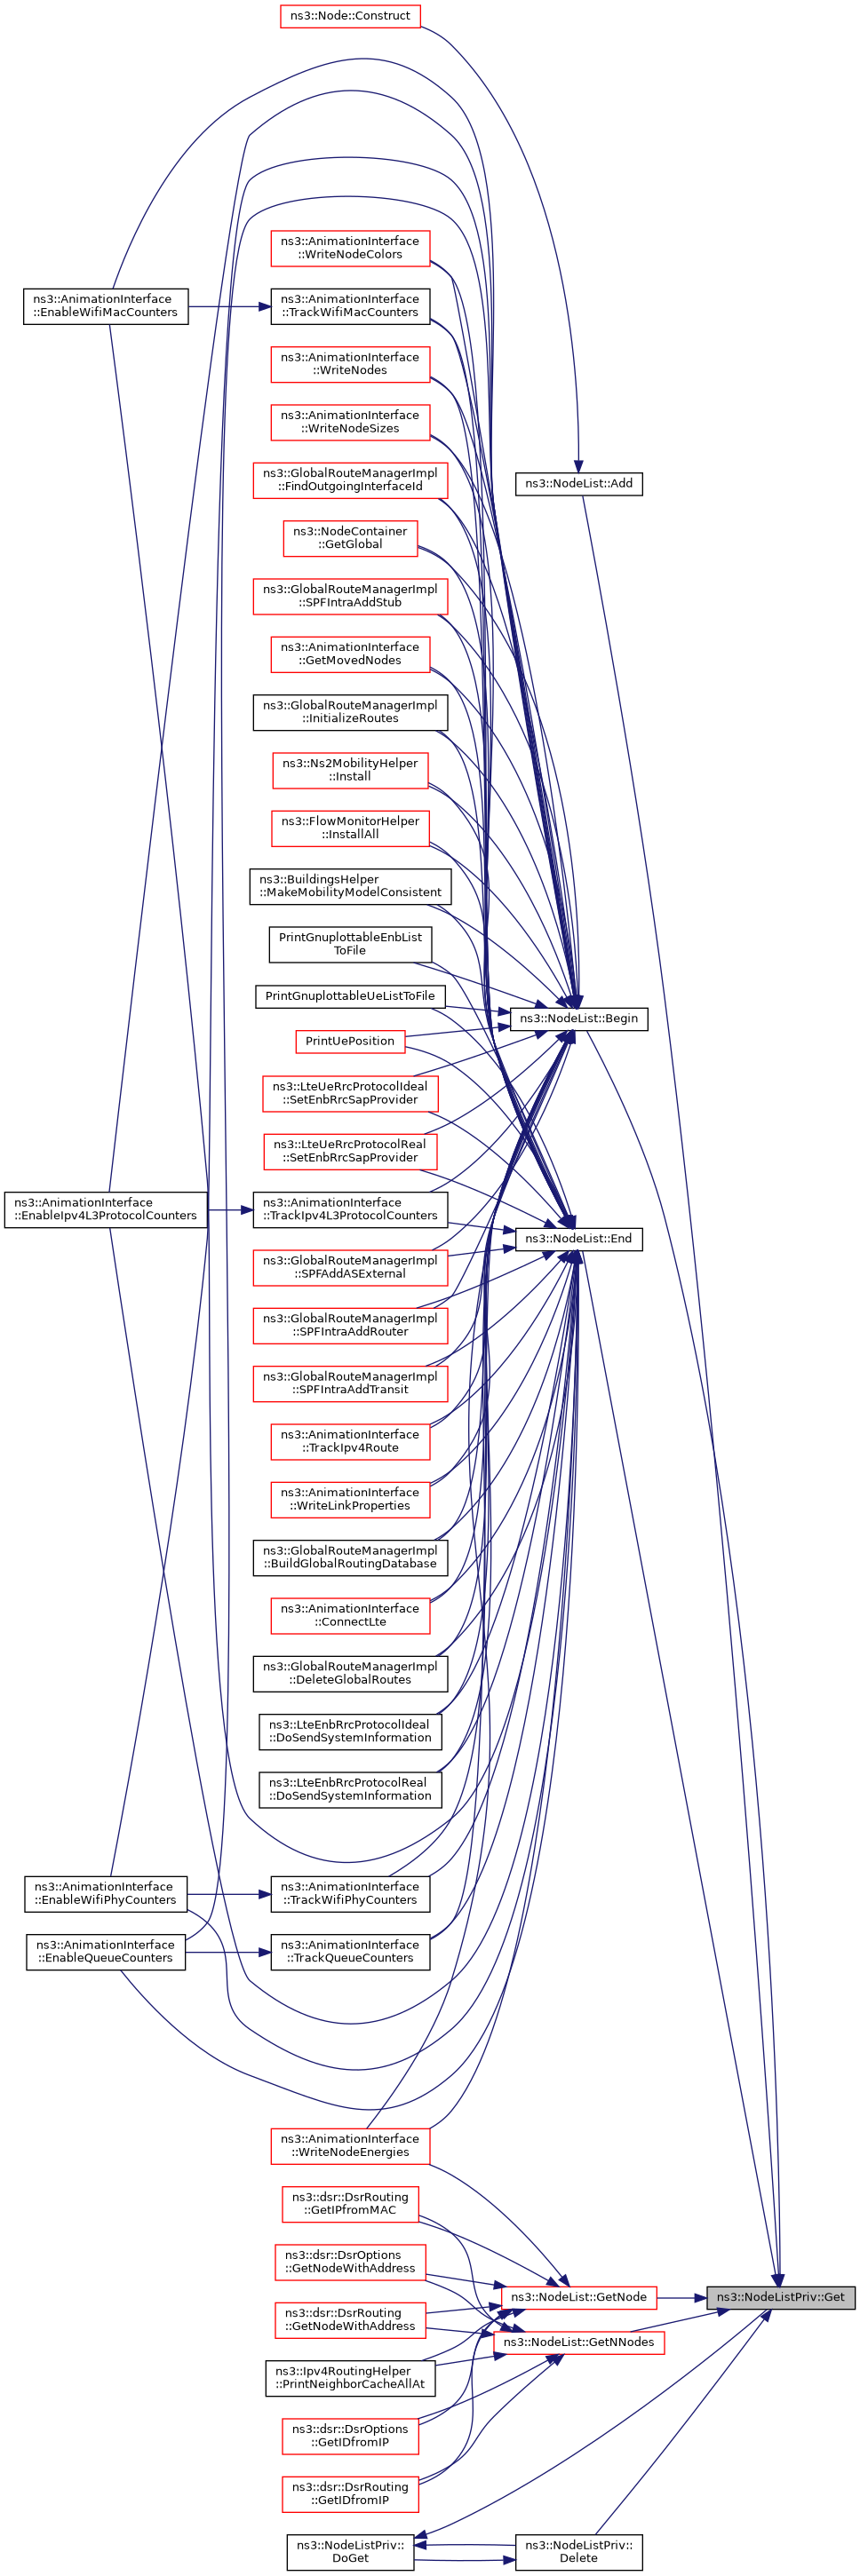 ns3::Node::Construct
ns3::AnimationInterface
::WriteNodeColors
ns3::AnimationInterface
::EnableWifiMacCounters
ns3::AnimationInterface
::TrackWifiMacCounters
ns3::AnimationInterface
::WriteNodes
ns3::AnimationInterface
::WriteNodeSizes
ns3::GlobalRouteManagerImpl
::FindOutgoingInterfaceId
ns3::NodeList::Add
ns3::NodeContainer
::GetGlobal
ns3::GlobalRouteManagerImpl
::SPFIntraAddStub
ns3::AnimationInterface
::GetMovedNodes
ns3::GlobalRouteManagerImpl
::InitializeRoutes
ns3::Ns2MobilityHelper
::Install
ns3::FlowMonitorHelper
::InstallAll
ns3::BuildingsHelper
::MakeMobilityModelConsistent
PrintGnuplottableEnbList
ToFile
PrintGnuplottableUeListToFile
ns3::NodeList::Begin
PrintUePosition
ns3::LteUeRrcProtocolIdeal
::SetEnbRrcSapProvider
ns3::LteUeRrcProtocolReal
::SetEnbRrcSapProvider
ns3::AnimationInterface
::EnableIpv4L3ProtocolCounters
ns3::AnimationInterface
::TrackIpv4L3ProtocolCounters
ns3::NodeList::End
ns3::GlobalRouteManagerImpl
::SPFAddASExternal
ns3::GlobalRouteManagerImpl
::SPFIntraAddRouter
ns3::GlobalRouteManagerImpl
::SPFIntraAddTransit
ns3::AnimationInterface
::TrackIpv4Route
ns3::AnimationInterface
::WriteLinkProperties
ns3::GlobalRouteManagerImpl
::BuildGlobalRoutingDatabase
ns3::AnimationInterface
::ConnectLte
ns3::GlobalRouteManagerImpl
::DeleteGlobalRoutes
ns3::LteEnbRrcProtocolIdeal
::DoSendSystemInformation
ns3::LteEnbRrcProtocolReal
::DoSendSystemInformation
ns3::AnimationInterface
::EnableWifiPhyCounters
ns3::AnimationInterface
::TrackWifiPhyCounters
ns3::AnimationInterface
::EnableQueueCounters
ns3::AnimationInterface
::TrackQueueCounters
ns3::AnimationInterface
::WriteNodeEnergies
ns3::dsr::DsrRouting
::GetIPfromMAC
ns3::dsr::DsrOptions
::GetNodeWithAddress
ns3::NodeList::GetNode
ns3::NodeListPriv::Get
ns3::dsr::DsrRouting
::GetNodeWithAddress
ns3::NodeList::GetNNodes
ns3::Ipv4RoutingHelper
::PrintNeighborCacheAllAt
ns3::dsr::DsrOptions
::GetIDfromIP
ns3::dsr::DsrRouting
::GetIDfromIP
ns3::NodeListPriv::
DoGet
ns3::NodeListPriv::
Delete